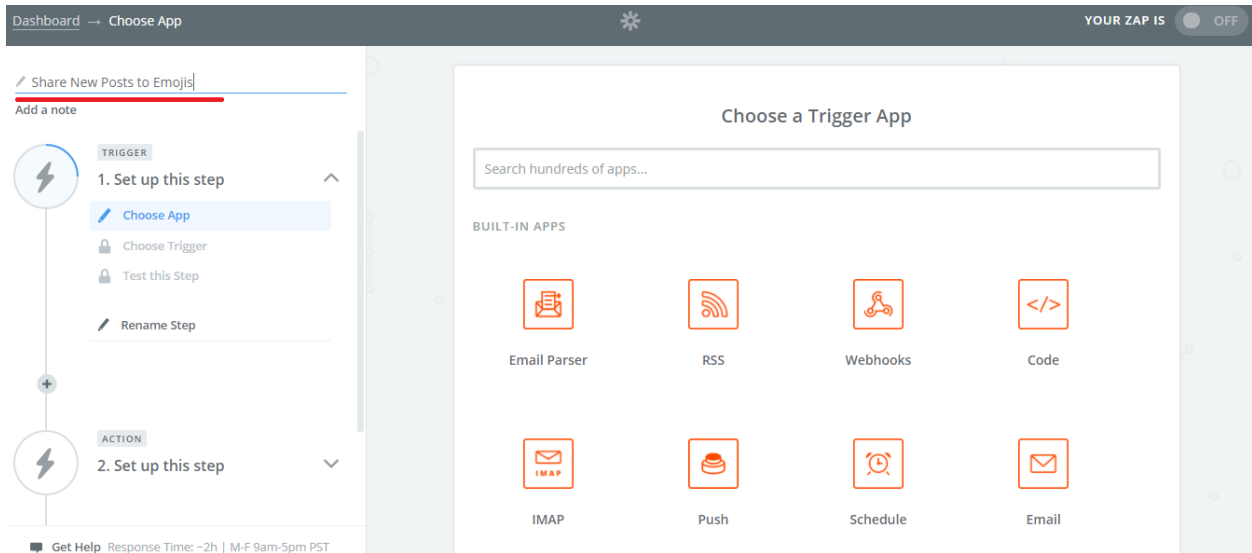 Dashboard → Choose App
YOUR ZAP IS OFF
Share New Posts to Emojis
Add a note
TRIGGER
1. Set up this step
Choose App
Choose Trigger
Test this Step
Rename Step
+
ACTION
2. Set up this step
Get Help Response Time: ~2h | M-F 9am-5pm PST
Choose a Trigger App
Search hundreds of apps...
BUILT-IN APPS
</>
Email Parser RSS Webhooks Code
IMAP
IMAP Push Schedule Email